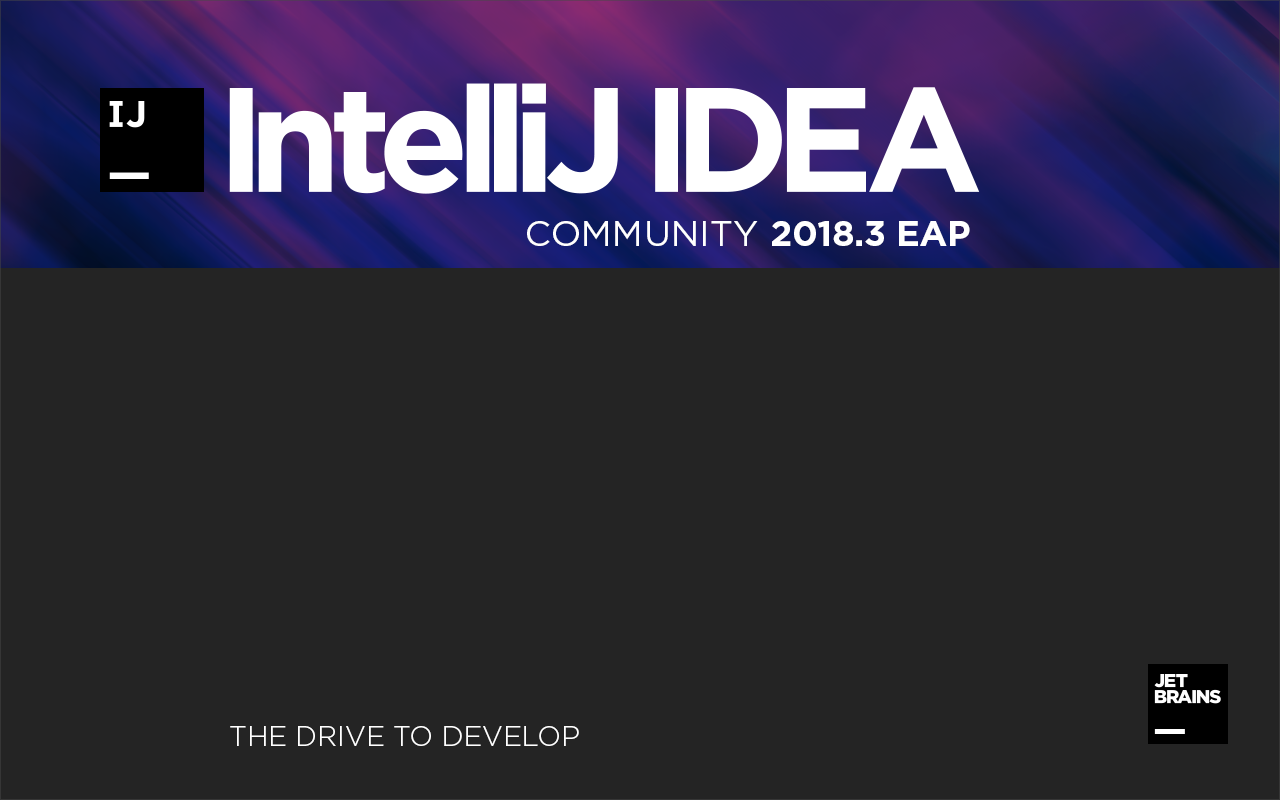 IJ
IntelliJ IDEA
COMMUNITY 2018.3 EAP
JET
BRAINS
THE DRIVE TO DEVELOP